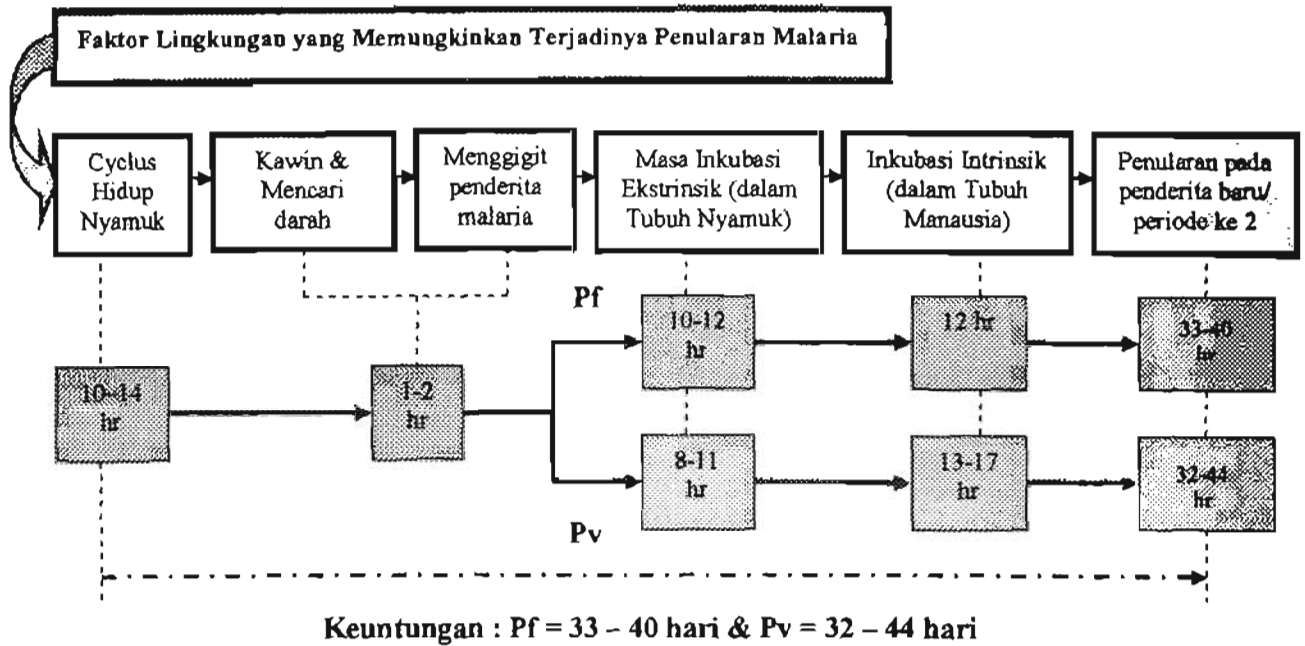 Faktor Lingkungan yang Memungkinkan Terjadinya Penularan Malaria
Cyclus
Hidup
Nyamuk
Kawin &
Mencari
darah
Menggigit
penderita
malaria
Masa Inkubasi
Ekstrinsik (dalam
Tubuh Nyamuk)
Inkubasi Intrinsik
(dalam Tubuh
Manausia)
Penularan pada
penderita baru/
periode ke 2
Pf
10-12
hr
12 hr
33-40
hr
10-14
hr
1-2
hr
8-11
hr
13-17
hr
32-44
hr
Pv
Keuntungan : Pf = 33 – 40 hari & Pv = 32 – 44 hari